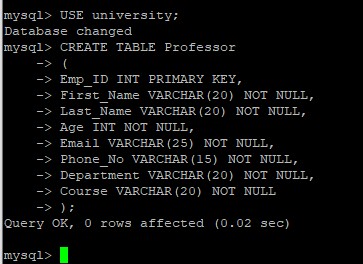 mysql> USE university;
Database changed
mysql> CREATE TABLE Professor
    -> (
    -> Emp_ID INT PRIMARY KEY,
    -> First_Name VARCHAR(20) NOT NULL,
    -> Last_Name VARCHAR(20) NOT NULL,
    -> Age INT NOT NULL,
    -> Email VARCHAR(25) NOT NULL,
    -> Phone_No VARCHAR(15) NOT NULL,
    -> Department VARCHAR(20) NOT NULL,
    -> Course VARCHAR(20) NOT NULL
    -> );
Query OK, 0 rows affected (0.02 sec)
mysql>